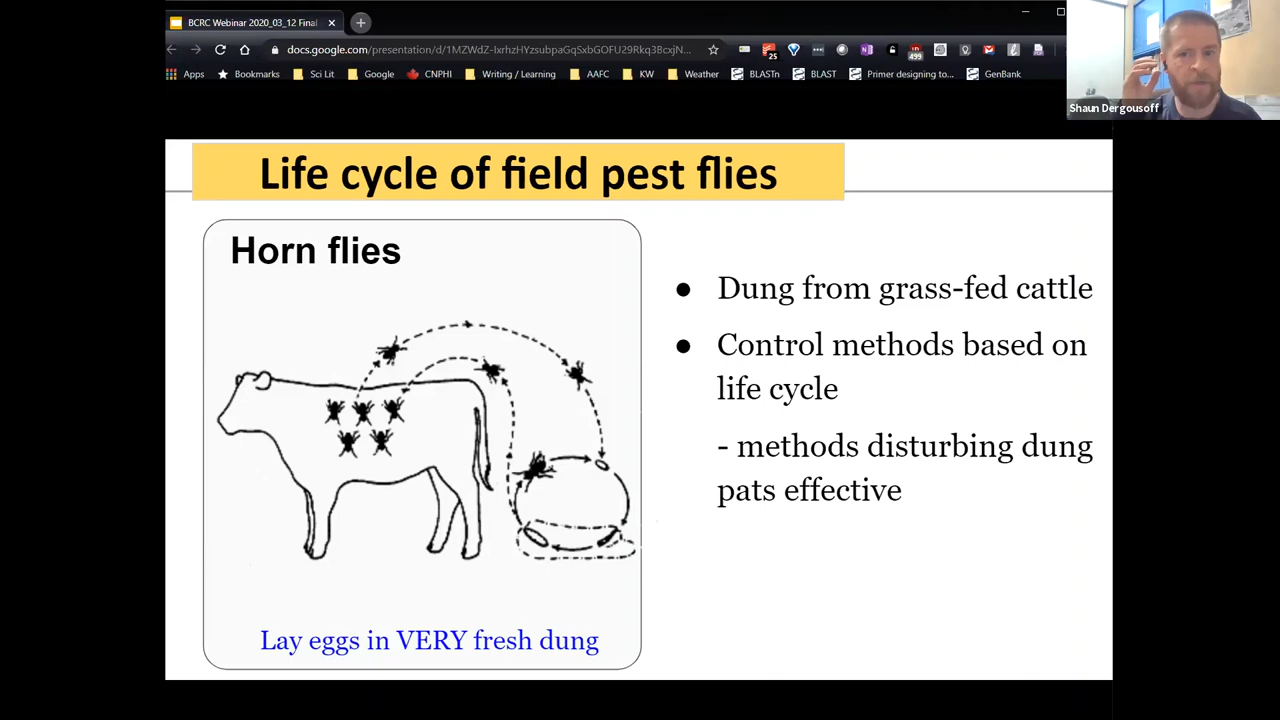 BCRC Webinar 2020_03_12 Final
docs.google.com/presentation/d/1MZWdZ-IxrhzHYzsubpaGqSxbGOFU29Rkq3BcxjN...
25
499
Apps
Bookmarks
Sci Lit
Google
CNPHI
Writing / Learning
AAFC
KW
Weather
BLASTn
BLAST
Primer designing to...
GenBank
Shaun Dergousoff
Life cycle of field pest flies
Horn flies
● Dung from grass-fed cattle
● Control methods based on
life cycle
- methods disturbing dung
pats effective
Lay eggs in VERY fresh dung